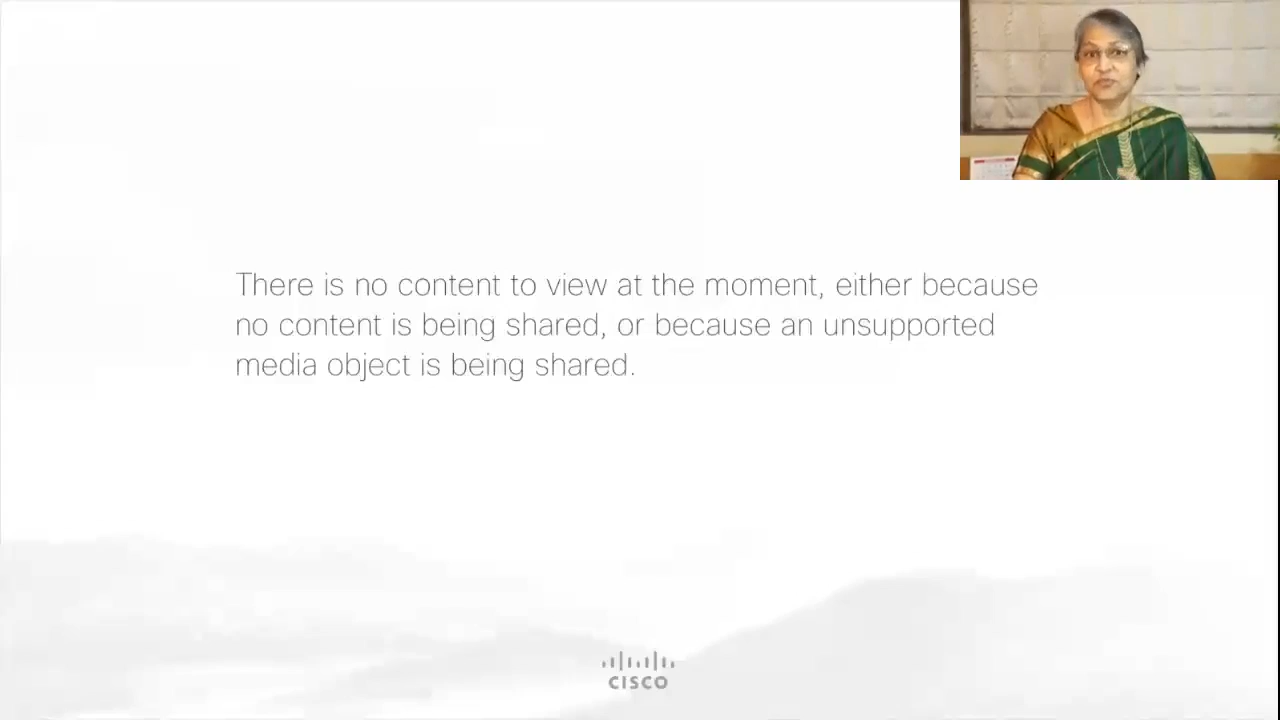 There is no content to view at the moment, either because
no content is being shared, or because an unsupported
media object is being shared.
CISCO